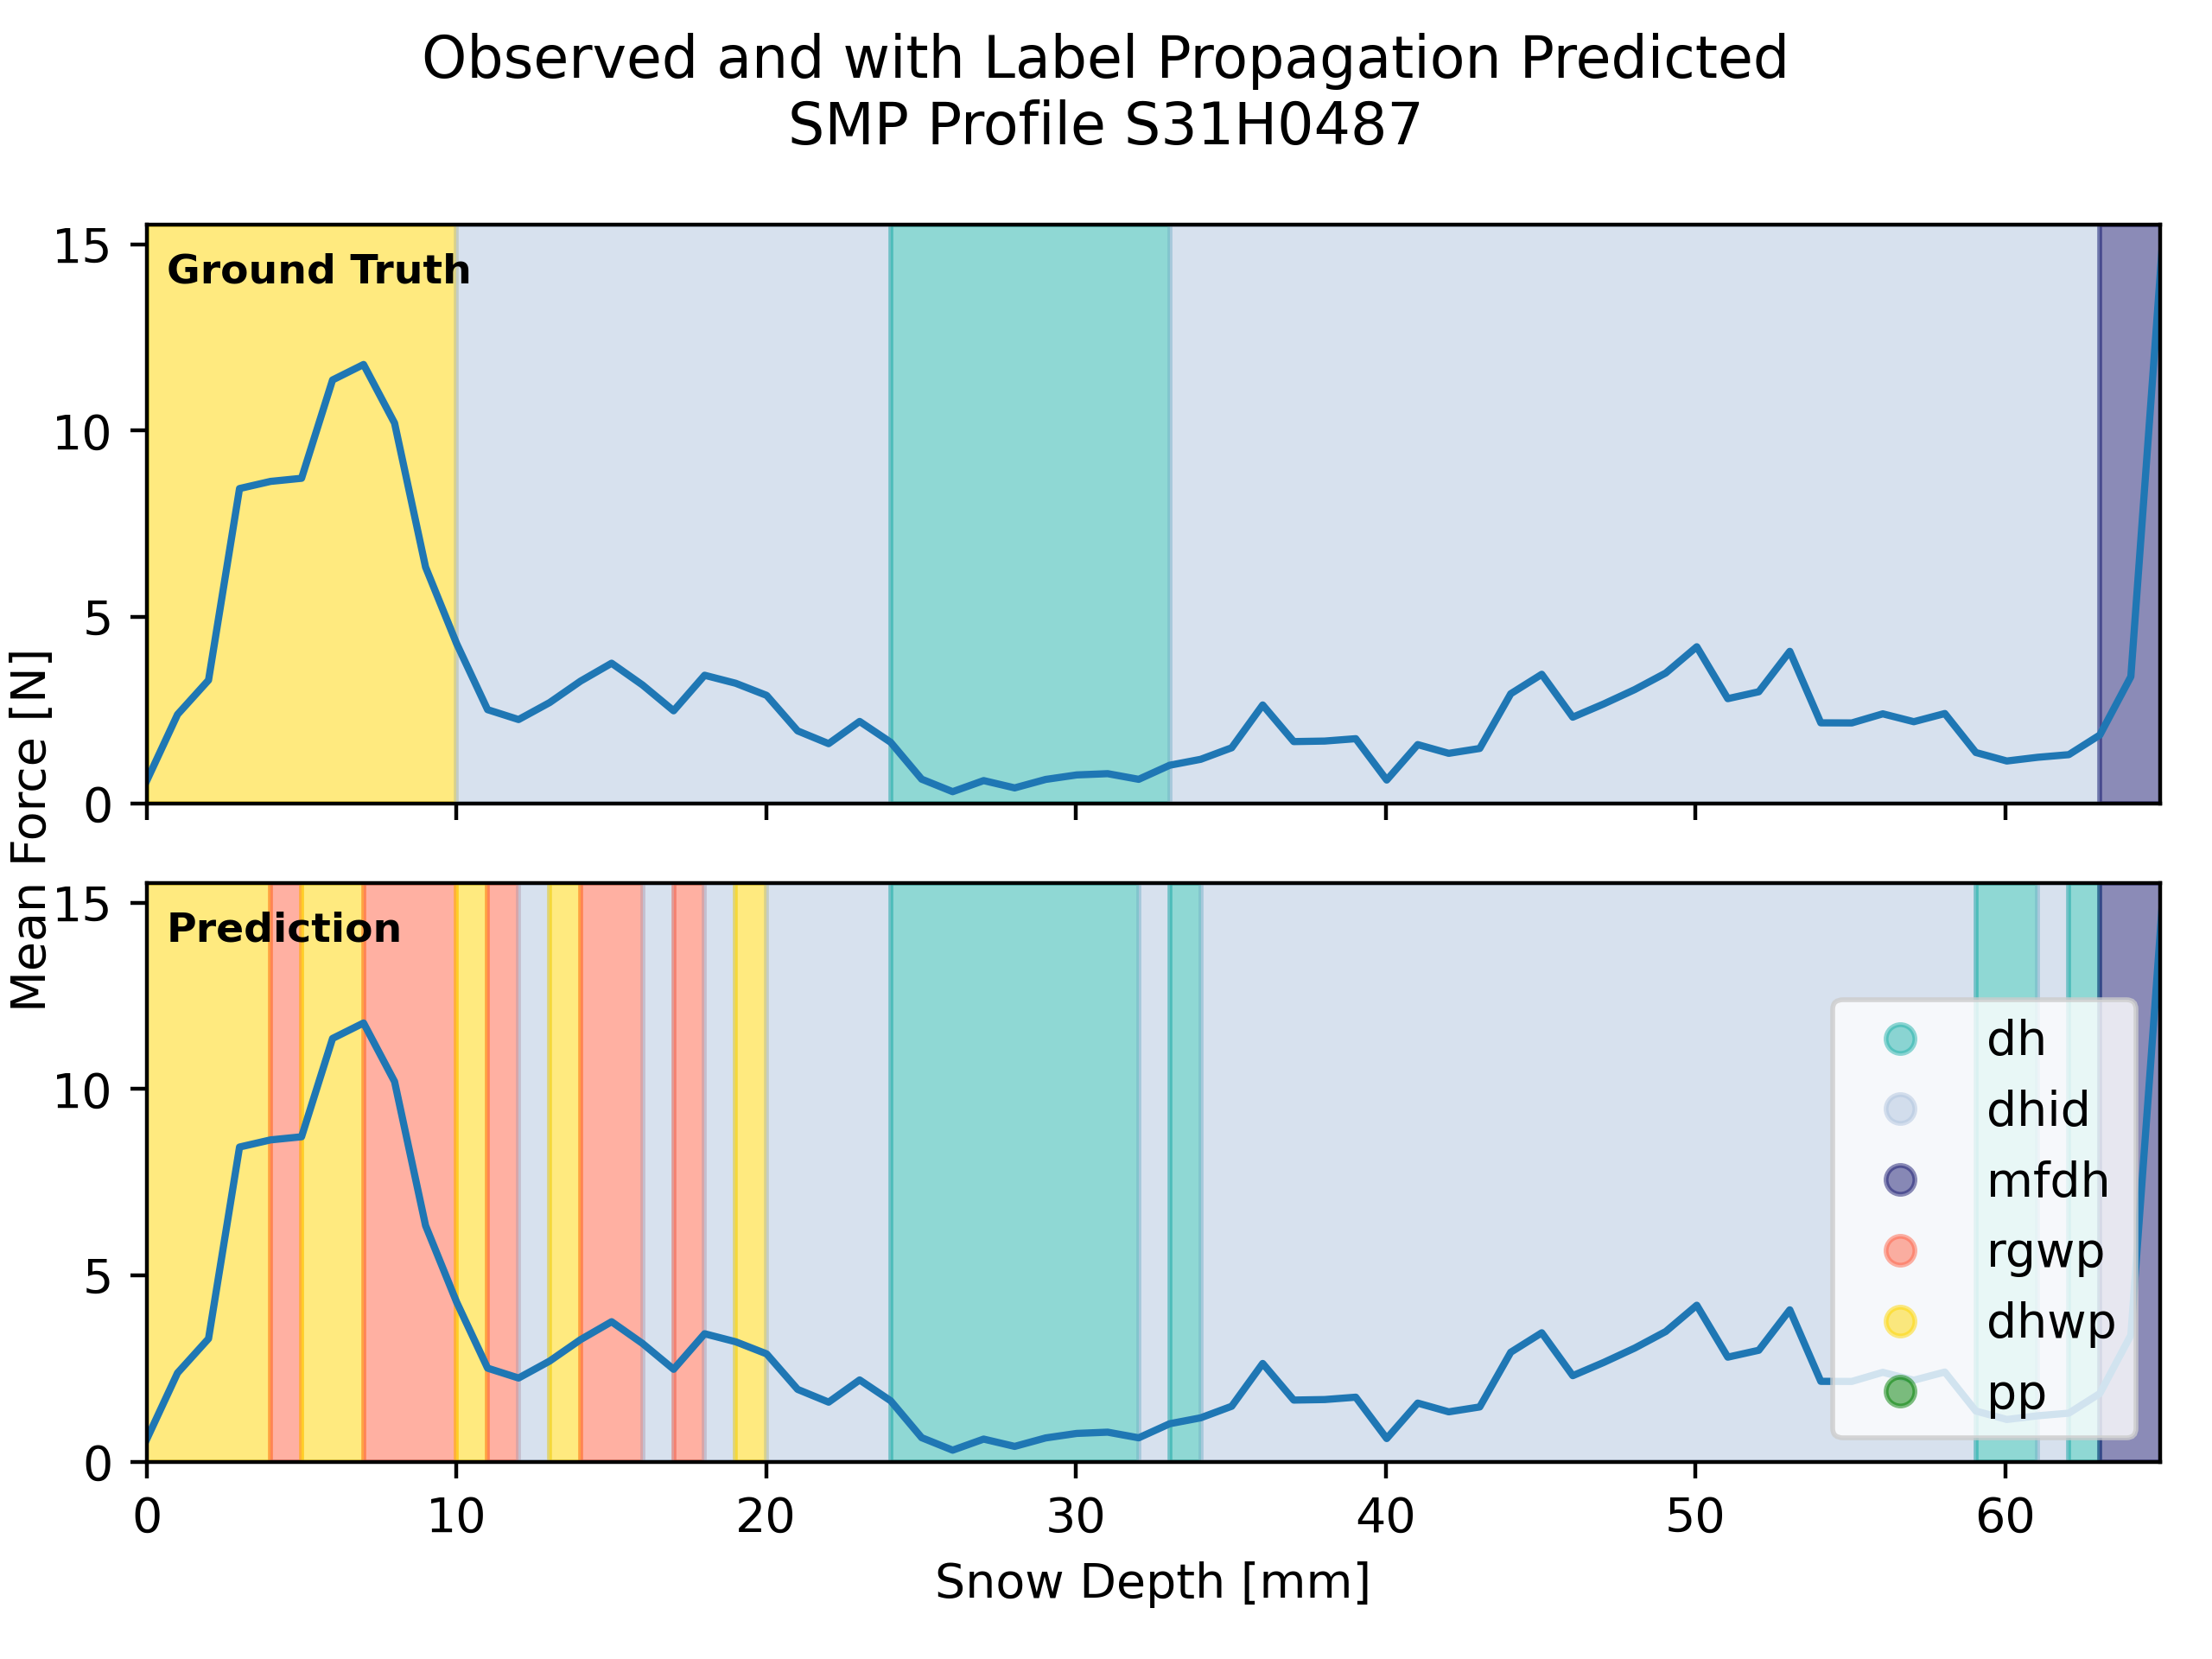 Observed and with Label Propagation Predicted
SMP Profile S31H0487
15
Ground Truth
10
5
0
Mean Force [N]
15
Prediction
10
5
0
dh
dhid
mfdh
rgwp
dhwp
pp
0 10 20 30 40 50 60
Snow Depth [mm]